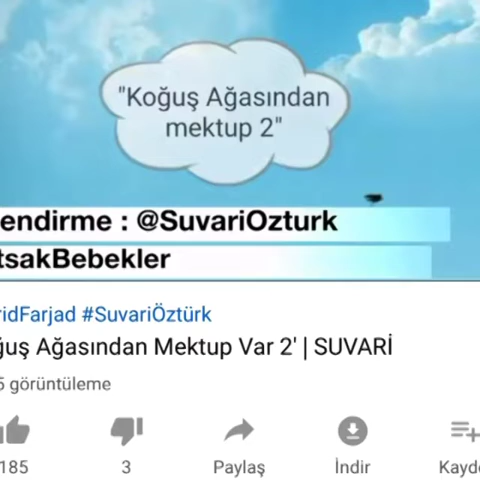 "Koğuş Ağasından
mektup 2"
endirme : @SuvariOzturk
tsakBebekler
ridFarjad #SuvariÖztürk
ğuş Ağasından Mektup Var 2' | SUVARİ
5 görüntüleme
185
3
Paylaş
İndir
Kayde